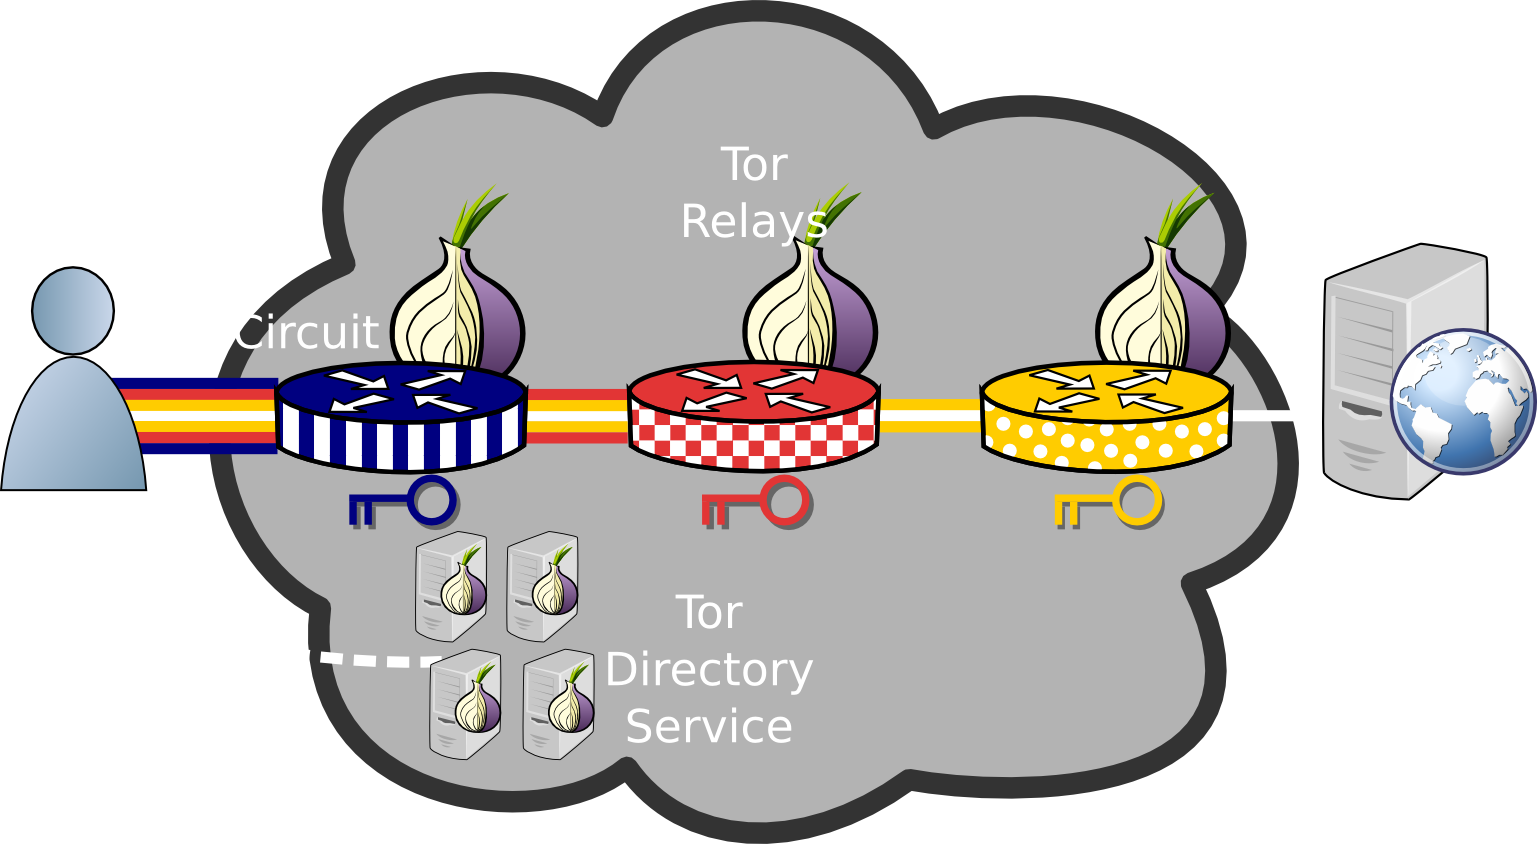 Tor
Relays
Circuit
Tor
Directory
Service